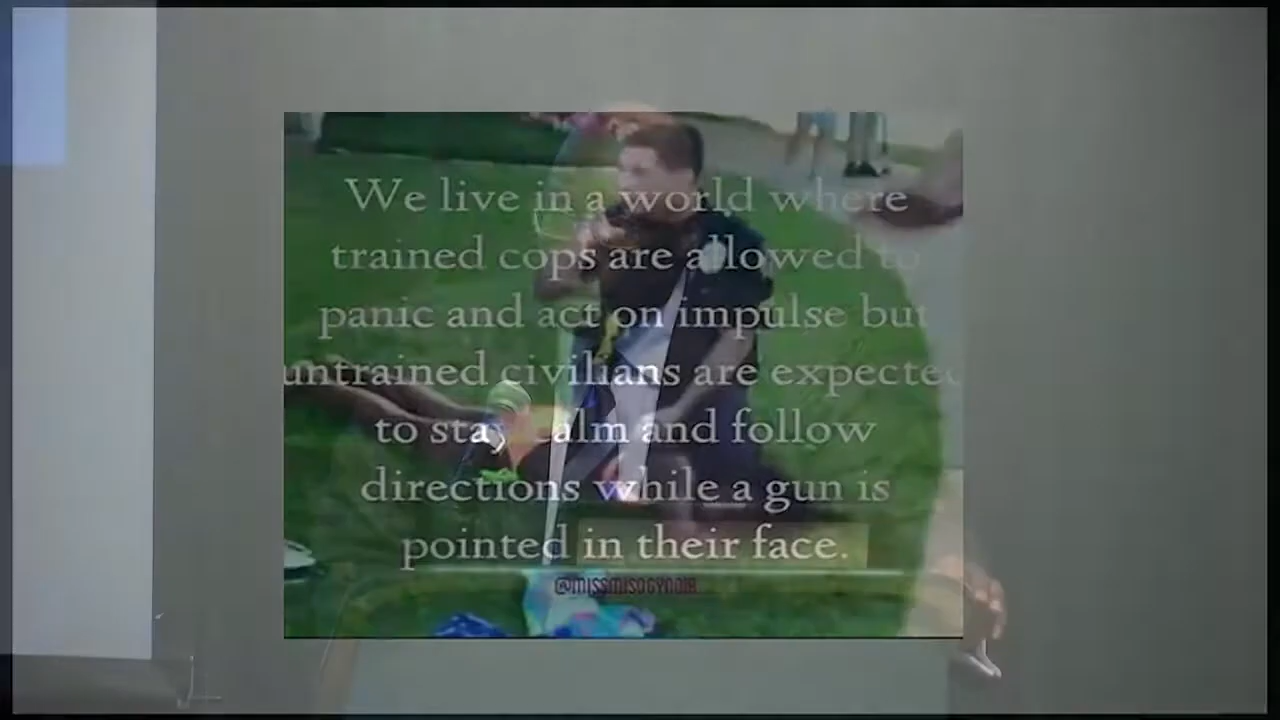 We live in a world where
trained cops are allowed to
panic and act on impulse but
untrained civilians are expected
to stay calm and follow
directions while a gun is
pointed in their face.
@MISSMISOGYNOIR